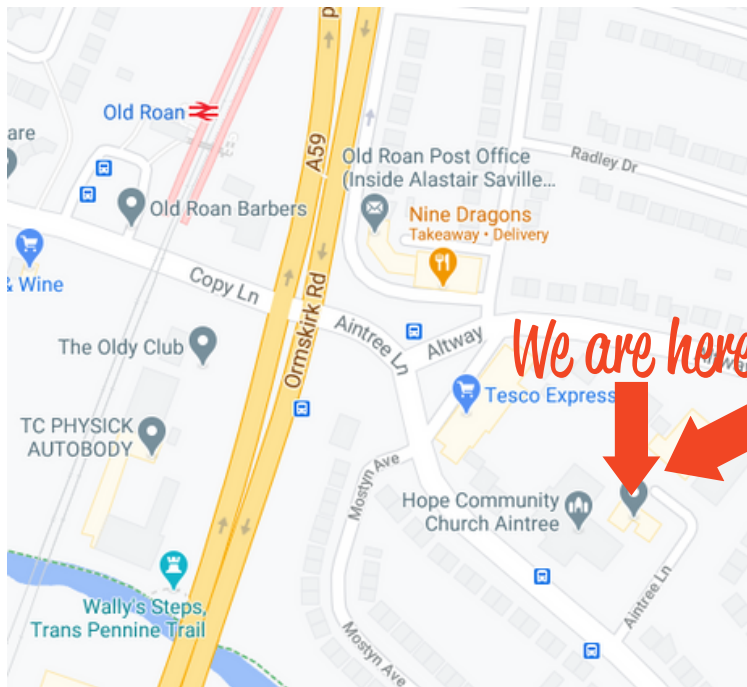 p
Old Roan
are
A59
Old Roan Post Office
(Inside Alastair Saville...
Radley Dr
Old Roan Barbers
Nine Dragons
Takeaway • Delivery
& Wine
Copy Ln
Ormskirk Rd
Aintree Ln
Altway
We are here
The Oldy Club
Altway
Tesco Express
TC PHYSICK
AUTOBODY
Mostyn Ave
Hope Community
Church Aintree
Aintree Ln
Wally's Steps,
Trans Pennine Trail
Mostyn Ave